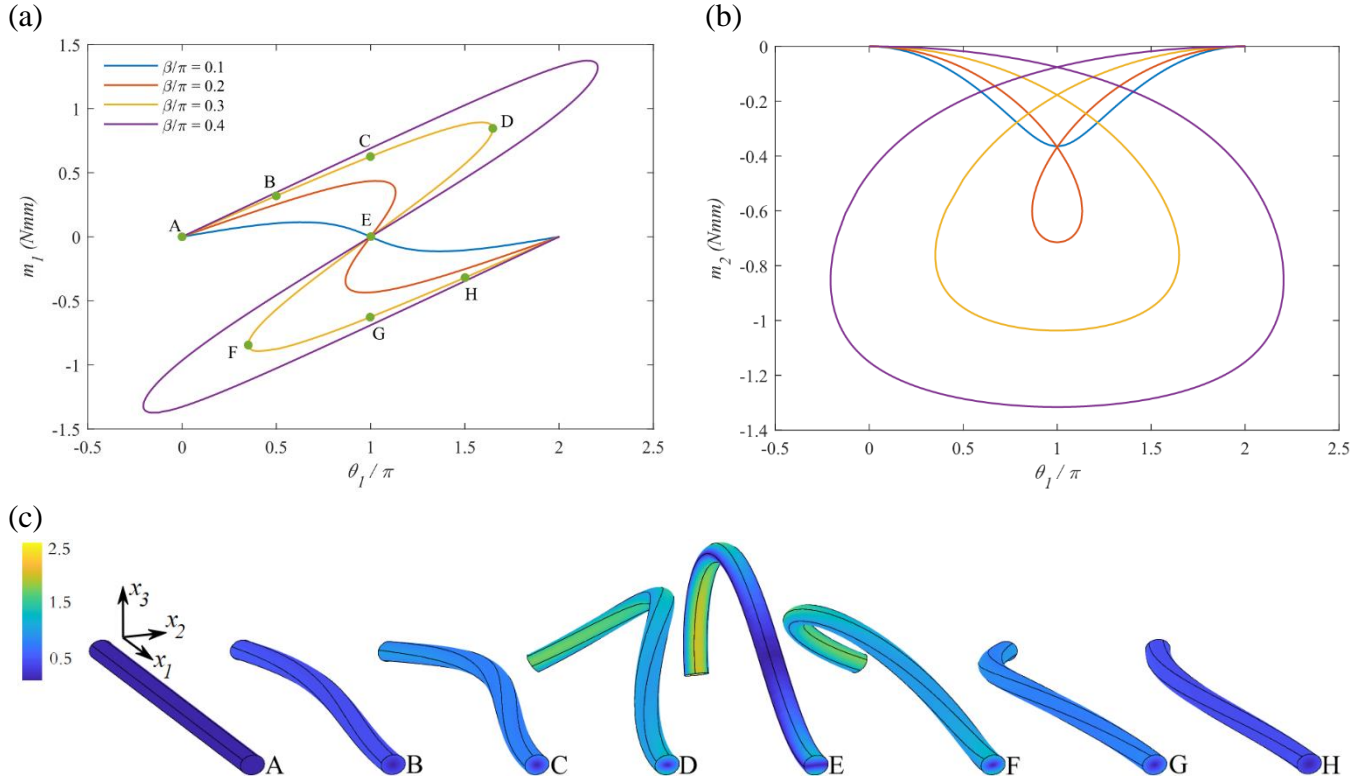 (a)
1.5
1
0.5
0
-0.5
-1
-1.5
-0.5 0 0.5 1 1.5 2 2.5
m1 (Nmm)
θ1 / π
β/π = 0.1
β/π = 0.2
β/π = 0.3
β/π = 0.4
A
B
C
D
E
F
G
H
(b)
0
-0.2
-0.4
-0.6
-0.8
-1
-1.2
-1.4
-0.5 0 0.5 1 1.5 2 2.5
m2 (Nmm)
θ1 / π
(c)
2.5
1.5
0.5
x3
x2
x1
A B C D E F G H